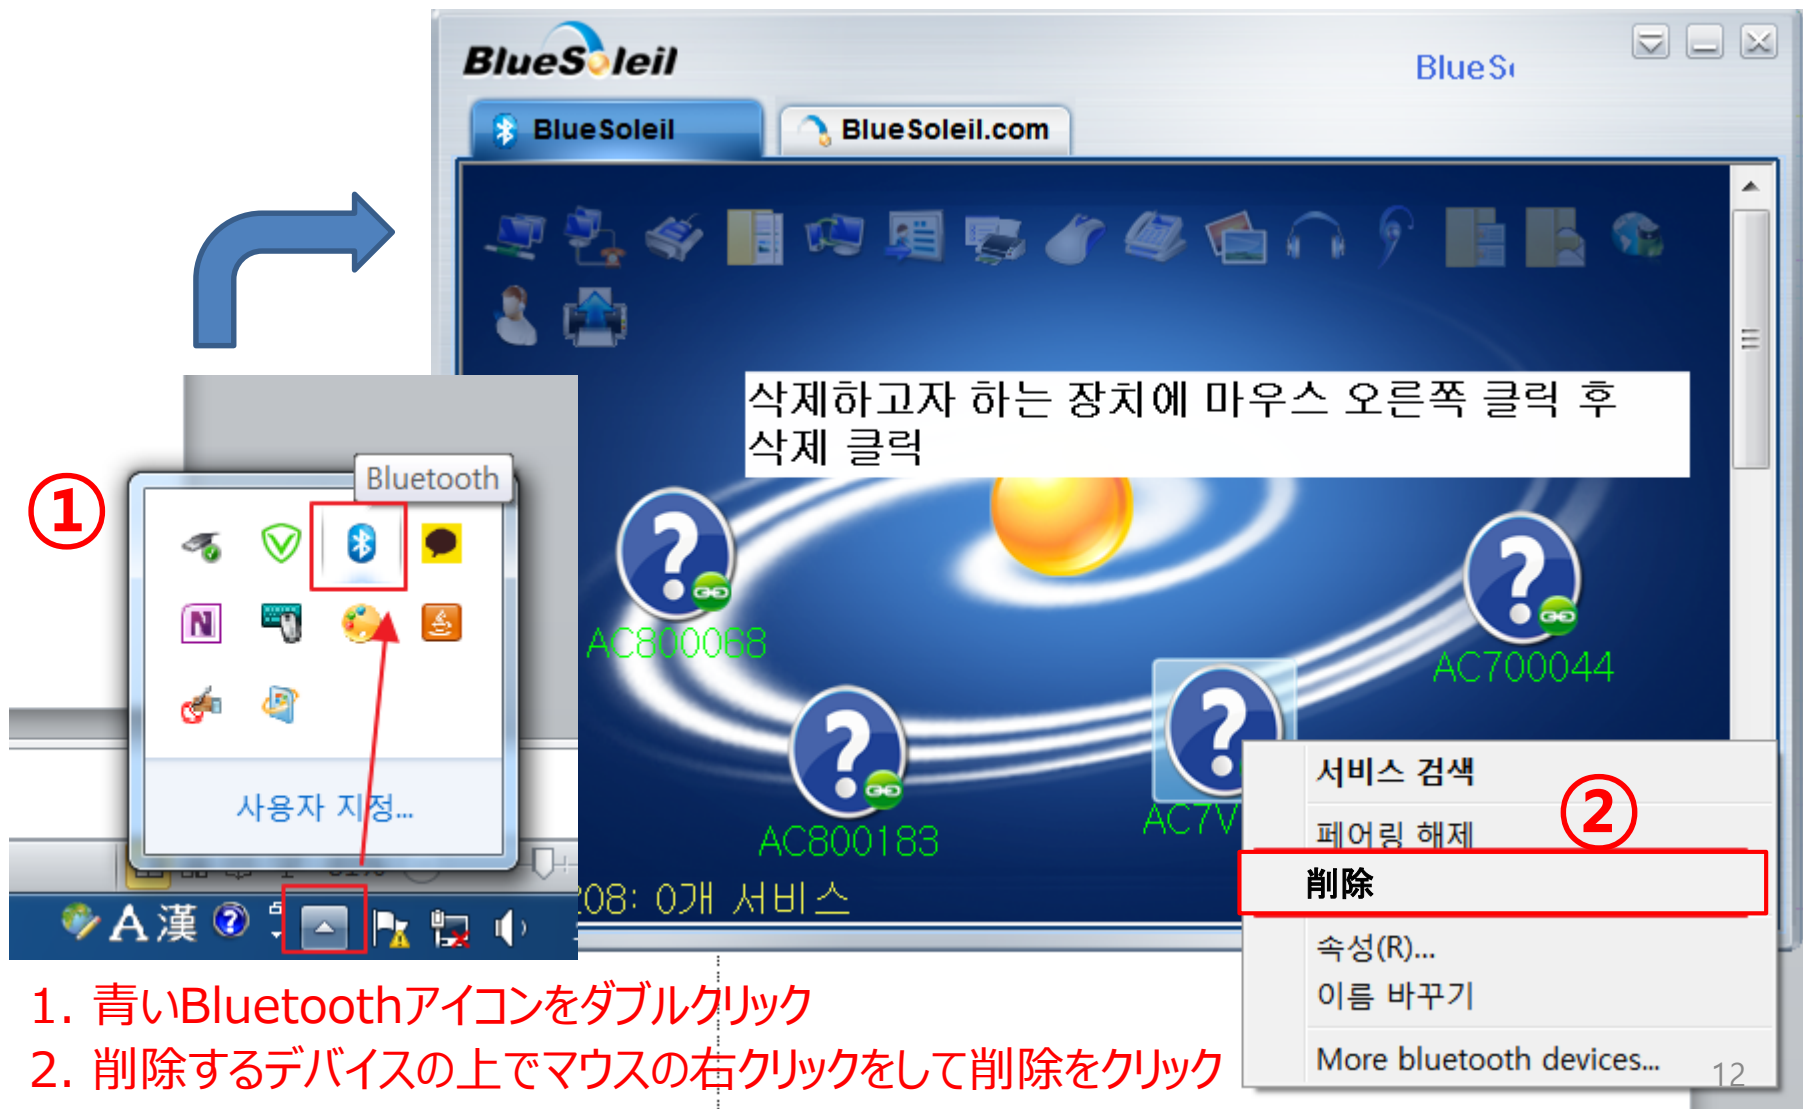 BlueSoleil
BlueSo
BlueSoleil
BlueSoleil.com
삭제하고자 하는 장치에 마우스 오른쪽 클릭 후
삭제 클릭
①
Bluetooth
AC800068
AC700044
AC800183
AC7V
사용자 지정...
서비스 검색
②
페어링 해제
削除
속성(R)...
이름 바꾸기
More bluetooth devices...
08: 0개 서비스
A 漢
1. 青いBluetoothアイコンをダブルクリック
2. 削除するデバイスの上でマウスの右クリックをして削除をクリック
12